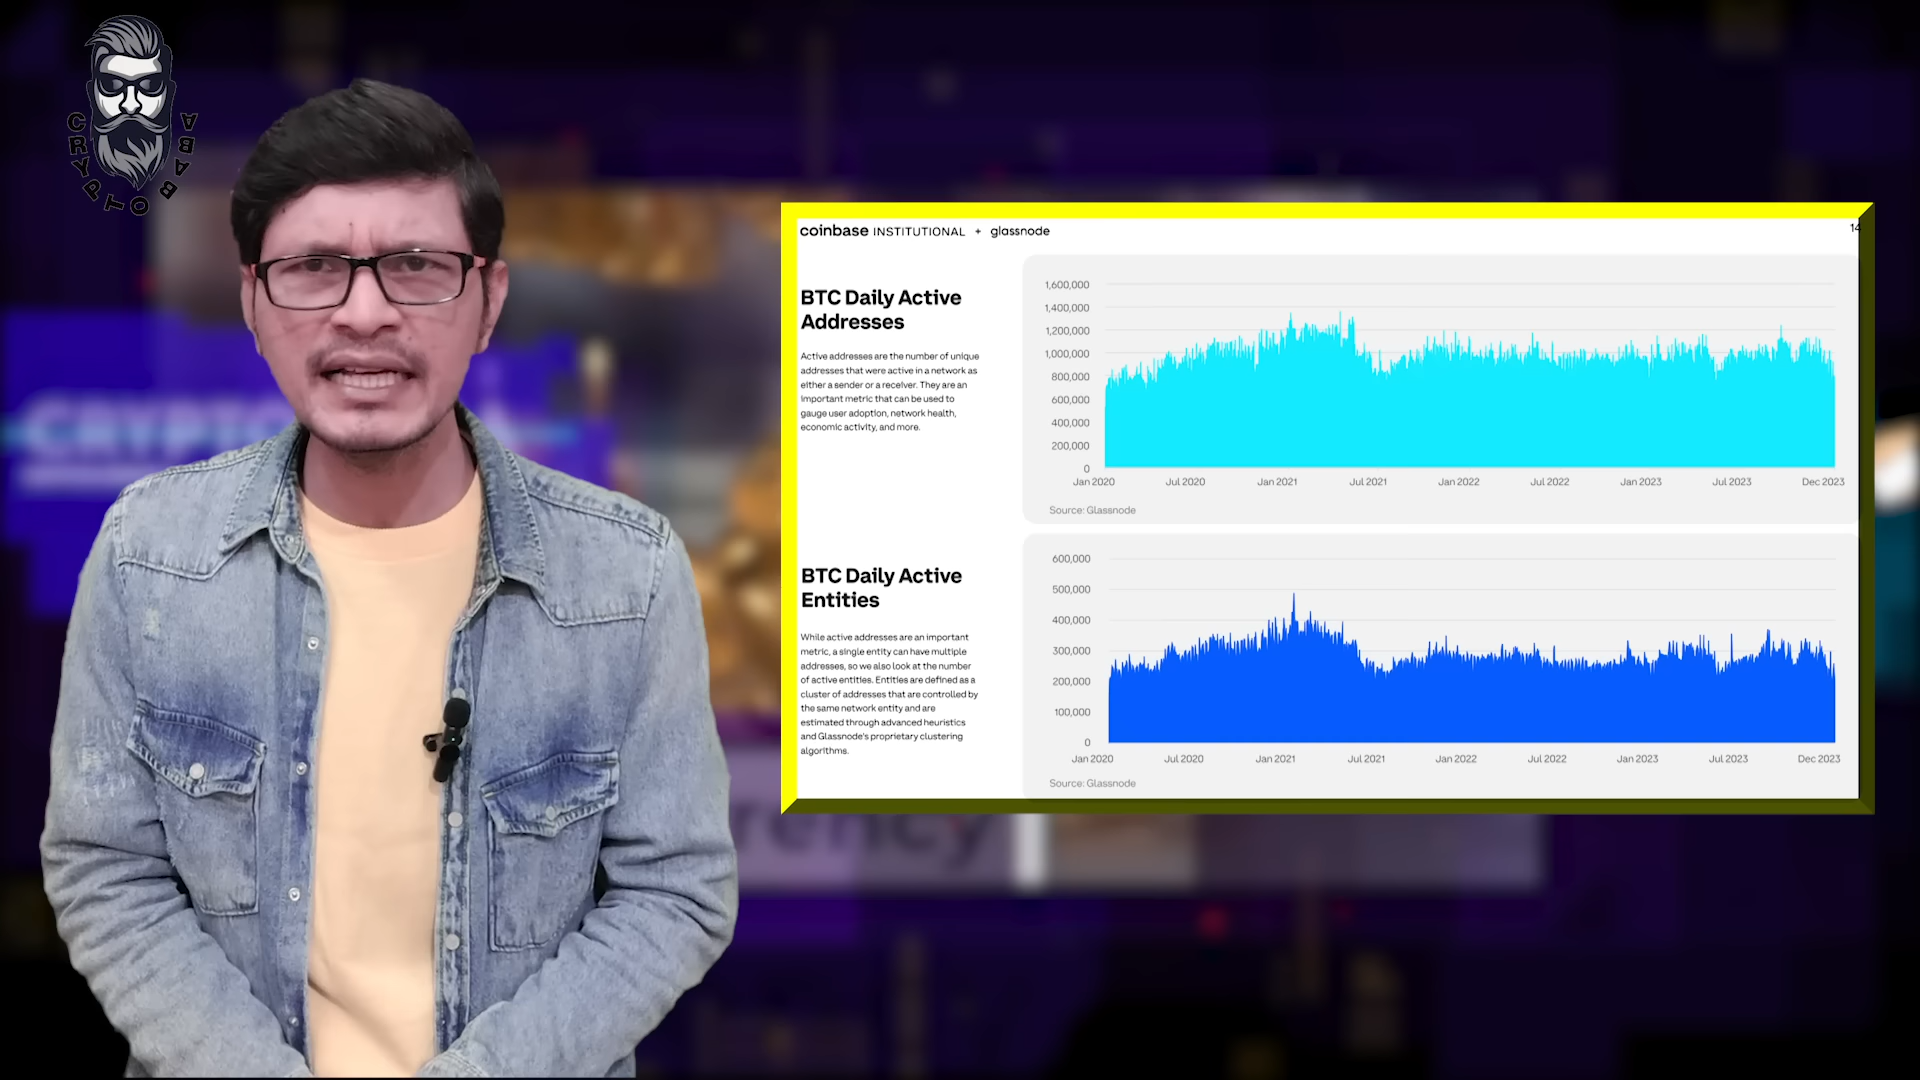 CRYPTO BABA
CRYPTO
rency
coinbase INSTITUTIONAL + glassnode
14
BTC Daily Active
Addresses
Active addresses are the number of unique
addresses that were active in a network as
either a sender or a receiver. They are an
important metric that can be used to
gauge user adoption, network health,
economic activity, and more.
1,600,000
1,400,000
1,200,000
1,000,000
800,000
600,000
400,000
200,000
0
Jan 2020 Jul 2020 Jan 2021 Jul 2021 Jan 2022 Jul 2022 Jan 2023 Jul 2023 Dec 2023
Source: Glassnode
BTC Daily Active
Entities
While active addresses are an important
metric, a single entity can have multiple
addresses, so we also look at the number
of active entities. Entities are defined as a
cluster of addresses that are controlled by
the same network entity and are
estimated through advanced heuristics
and Glassnode's proprietary clustering
algorithms.
600,000
500,000
400,000
300,000
200,000
100,000
0
Jan 2020 Jul 2020 Jan 2021 Jul 2021 Jan 2022 Jul 2022 Jan 2023 Jul 2023 Dec 2023
Source: Glassnode